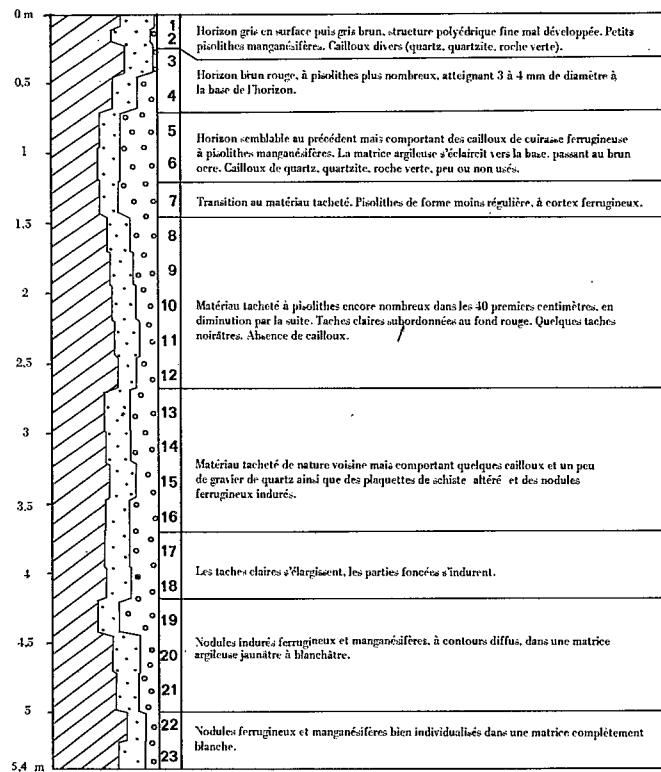 0 m
1
2
Horizon gris en surface puis gris brun, structure polyédrique fine mal développée. Petits
pisolithes manganésifères. Cailloux divers (quartz, quartzite, roche verte).
0,5
3
4
Horizon brun rouge, à pisolithes plus nombreux, atteignant 3 à 4 mm de diamètre à
la base de l'horizon.
1
5
6
Horizon semblable au précédent mais comportant des cailloux de cuirasse ferrugineuse
à pisolithes manganésifères. La matrice argileuse s'éclaircit vers la base, passant au brun
ocre. Cailloux de quartz, quartzite, roche verte, peu ou non usés.
7
Transition au matériau tacheté. Pisolithes de forme moins régulière, à cortex ferrugineux.
1,5
2
2,5
8
9
10
11
12
Matériau tacheté à pisolithes encore nombreux dans les 40 premiers centimètres, en
diminution par la suite. Taches claires subordonnées au fond rouge. Quelques taches
noirâtres. Absence de cailloux.
3
3,5
13
14
15
16
Matériau tacheté de nature voisine mais comportant quelques cailloux et un peu
de gravier de quartz ainsi que des plaquettes de schiste altéré et des nodules
ferrugineux indurés.
4
17
18
Les taches claires s'élargissent, les parties foncées s'indurent.
4,5
19
20
21
Nodules indurés ferrugineux et manganésifères, à contours diffus, dans une matrice
argileuse jaunâtre à blanchâtre.
5
5,4 m
22
23
Nodules ferrugineux et manganésifères bien individualisés dans une matrice complètement
blanche.